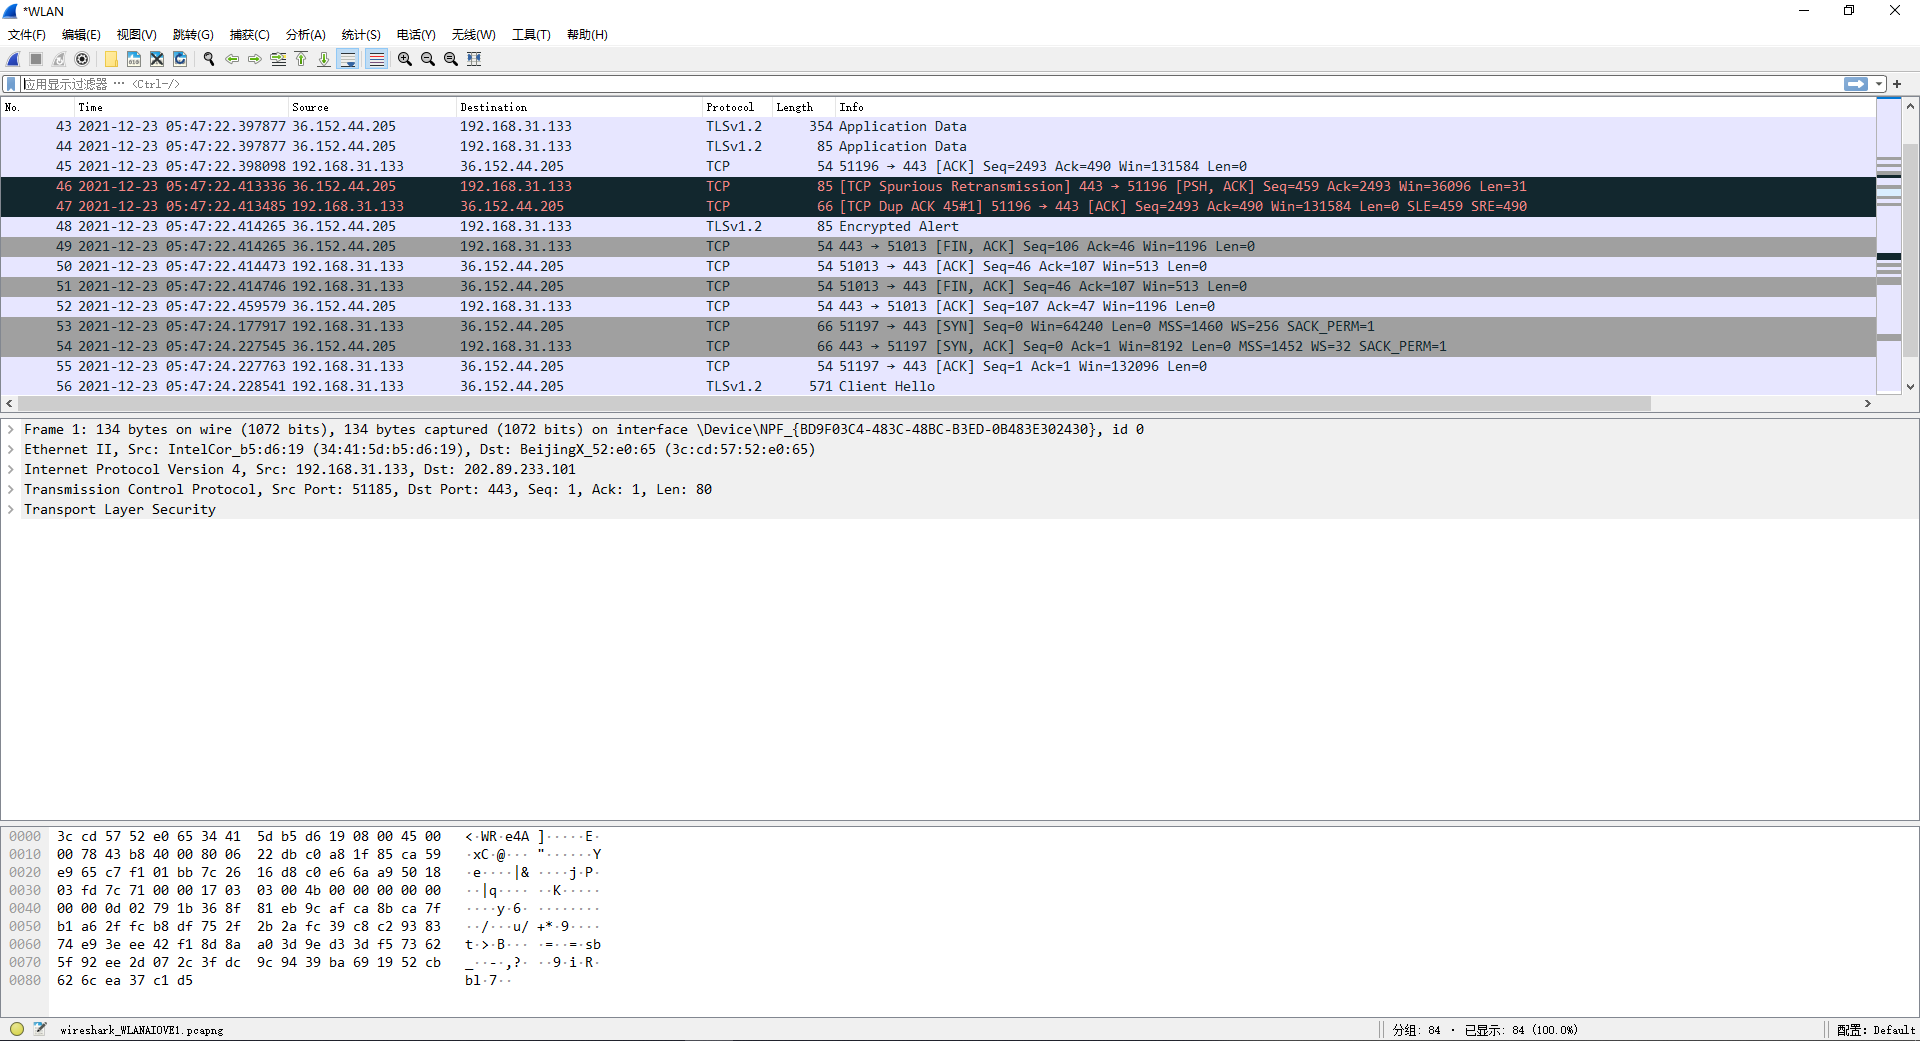 *WLAN
文件(F) 编辑(E) 视图(V) 跳转(G) 捕获(C) 分析(A) 统计(S) 电话(Y) 无线(W) 工具(T) 帮助(H)
应用显示过滤器 … <Ctrl-/>
No. Time Source Destination Protocol Length Info
43 2021-12-23 05:47:22.397877 36.152.44.205 192.168.31.133 TLSv1.2 354 Application Data
44 2021-12-23 05:47:22.397877 36.152.44.205 192.168.31.133 TLSv1.2 85 Application Data
45 2021-12-23 05:47:22.398098 192.168.31.133 36.152.44.205 TCP 54 51196 → 443 [ACK] Seq=2493 Ack=490 Win=131584 Len=0
46 2021-12-23 05:47:22.413336 36.152.44.205 192.168.31.133 TCP 85 [TCP Spurious Retransmission] 443 → 51196 [PSH, ACK] Seq=459 Ack=2493 Win=36096 Len=31
47 2021-12-23 05:47:22.413485 192.168.31.133 36.152.44.205 TCP 66 [TCP Dup ACK 45#1] 51196 → 443 [ACK] Seq=2493 Ack=490 Win=131584 Len=0 SLE=459 SRE=490
48 2021-12-23 05:47:22.414265 36.152.44.205 192.168.31.133 TLSv1.2 85 Encrypted Alert
49 2021-12-23 05:47:22.414265 36.152.44.205 192.168.31.133 TCP 54 443 → 51013 [FIN, ACK] Seq=106 Ack=46 Win=1196 Len=0
50 2021-12-23 05:47:22.414473 192.168.31.133 36.152.44.205 TCP 54 51013 → 443 [ACK] Seq=46 Ack=107 Win=513 Len=0
51 2021-12-23 05:47:22.414746 192.168.31.133 36.152.44.205 TCP 54 51013 → 443 [FIN, ACK] Seq=46 Ack=107 Win=513 Len=0
52 2021-12-23 05:47:22.459579 36.152.44.205 192.168.31.133 TCP 54 443 → 51013 [ACK] Seq=107 Ack=47 Win=1196 Len=0
53 2021-12-23 05:47:24.177917 192.168.31.133 36.152.44.205 TCP 66 51197 → 443 [SYN] Seq=0 Win=64240 Len=0 MSS=1460 WS=256 SACK_PERM=1
54 2021-12-23 05:47:24.227545 36.152.44.205 192.168.31.133 TCP 66 443 → 51197 [SYN, ACK] Seq=0 Ack=1 Win=8192 Len=0 MSS=1452 WS=32 SACK_PERM=1
55 2021-12-23 05:47:24.227763 192.168.31.133 36.152.44.205 TCP 54 51197 → 443 [ACK] Seq=1 Ack=1 Win=132096 Len=0
56 2021-12-23 05:47:24.228541 192.168.31.133 36.152.44.205 TLSv1.2 571 Client Hello
Frame 1: 134 bytes on wire (1072 bits), 134 bytes captured (1072 bits) on interface \Device\NPF_{BD9F03C4-483C-48BC-B3ED-0B483E302430}, id 0
Ethernet II, Src: IntelCor_b5:d6:19 (34:41:5d:b5:d6:19), Dst: BeijingX_52:e0:65 (3c:cd:57:52:e0:65)
Internet Protocol Version 4, Src: 192.168.31.133, Dst: 202.89.233.101
Transmission Control Protocol, Src Port: 51185, Dst Port: 443, Seq: 1, Ack: 1, Len: 80
Transport Layer Security
0000 3c cd 57 52 e0 65 34 41 5d b5 d6 19 08 00 45 00 <·WR·e4A ]·····E·
0010 00 78 43 b8 40 00 80 06 22 db c0 a8 1f 85 ca 59 ·xC·@··· "······Y
0020 e9 65 c7 f1 01 bb 7c 26 16 d8 c0 e6 6a a9 50 18 ·e····|& ····j·P·
0030 03 fd 7c 71 00 00 17 03 03 00 4b 00 00 00 00 00 ··|q···· ··K·····
0040 00 00 0d 02 79 1b 36 8f 81 eb 9c af ca 8b ca 7f ····y·6· ········
0050 b1 a6 2f fc b8 df 75 2f 2b 2a fc 39 c8 c2 93 83 ··/···u/ +*·9····
0060 74 e9 3e ee 42 f1 8d 8a a0 3d 9e d3 3d f5 73 62 t·>·B··· ·=··=·sb
0070 5f 92 ee 2d 07 2c 3f dc 9c 94 39 ba 69 19 52 cb _··-·,?· ··9·i·R·
0080 62 6c ea 37 c1 d5 bl·7··
wireshark_WLANAIOVE1.pcapng 分组: 84 · 已显示: 84 (100.0%) 配置: Default